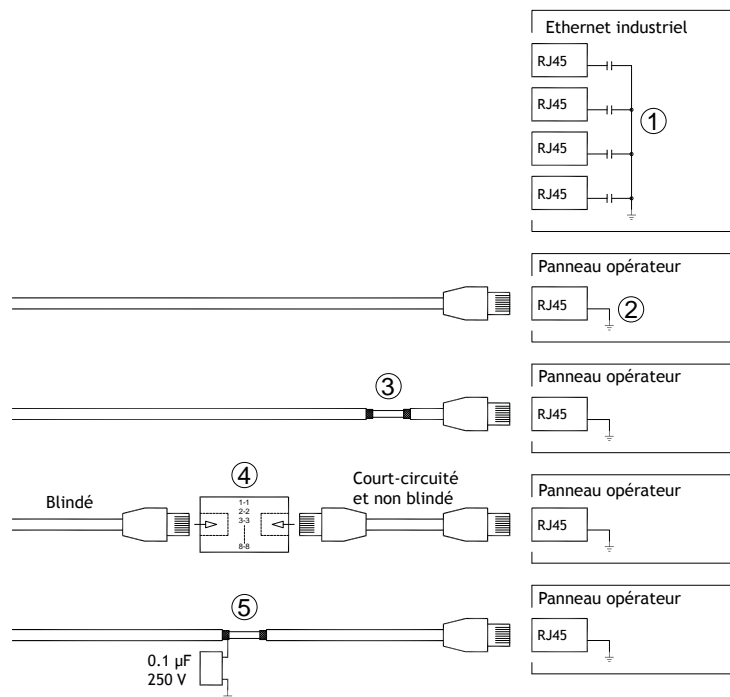 Ethernet industriel
RJ45
RJ45
1
RJ45
RJ45
Panneau opérateur
RJ45
2
Panneau opérateur
3
RJ45
Panneau opérateur
4
Court-circuité
et non blindé
Blindé
1-1
2-2
3-3
8-8
RJ45
Panneau opérateur
5
RJ45
0.1 µF
250 V